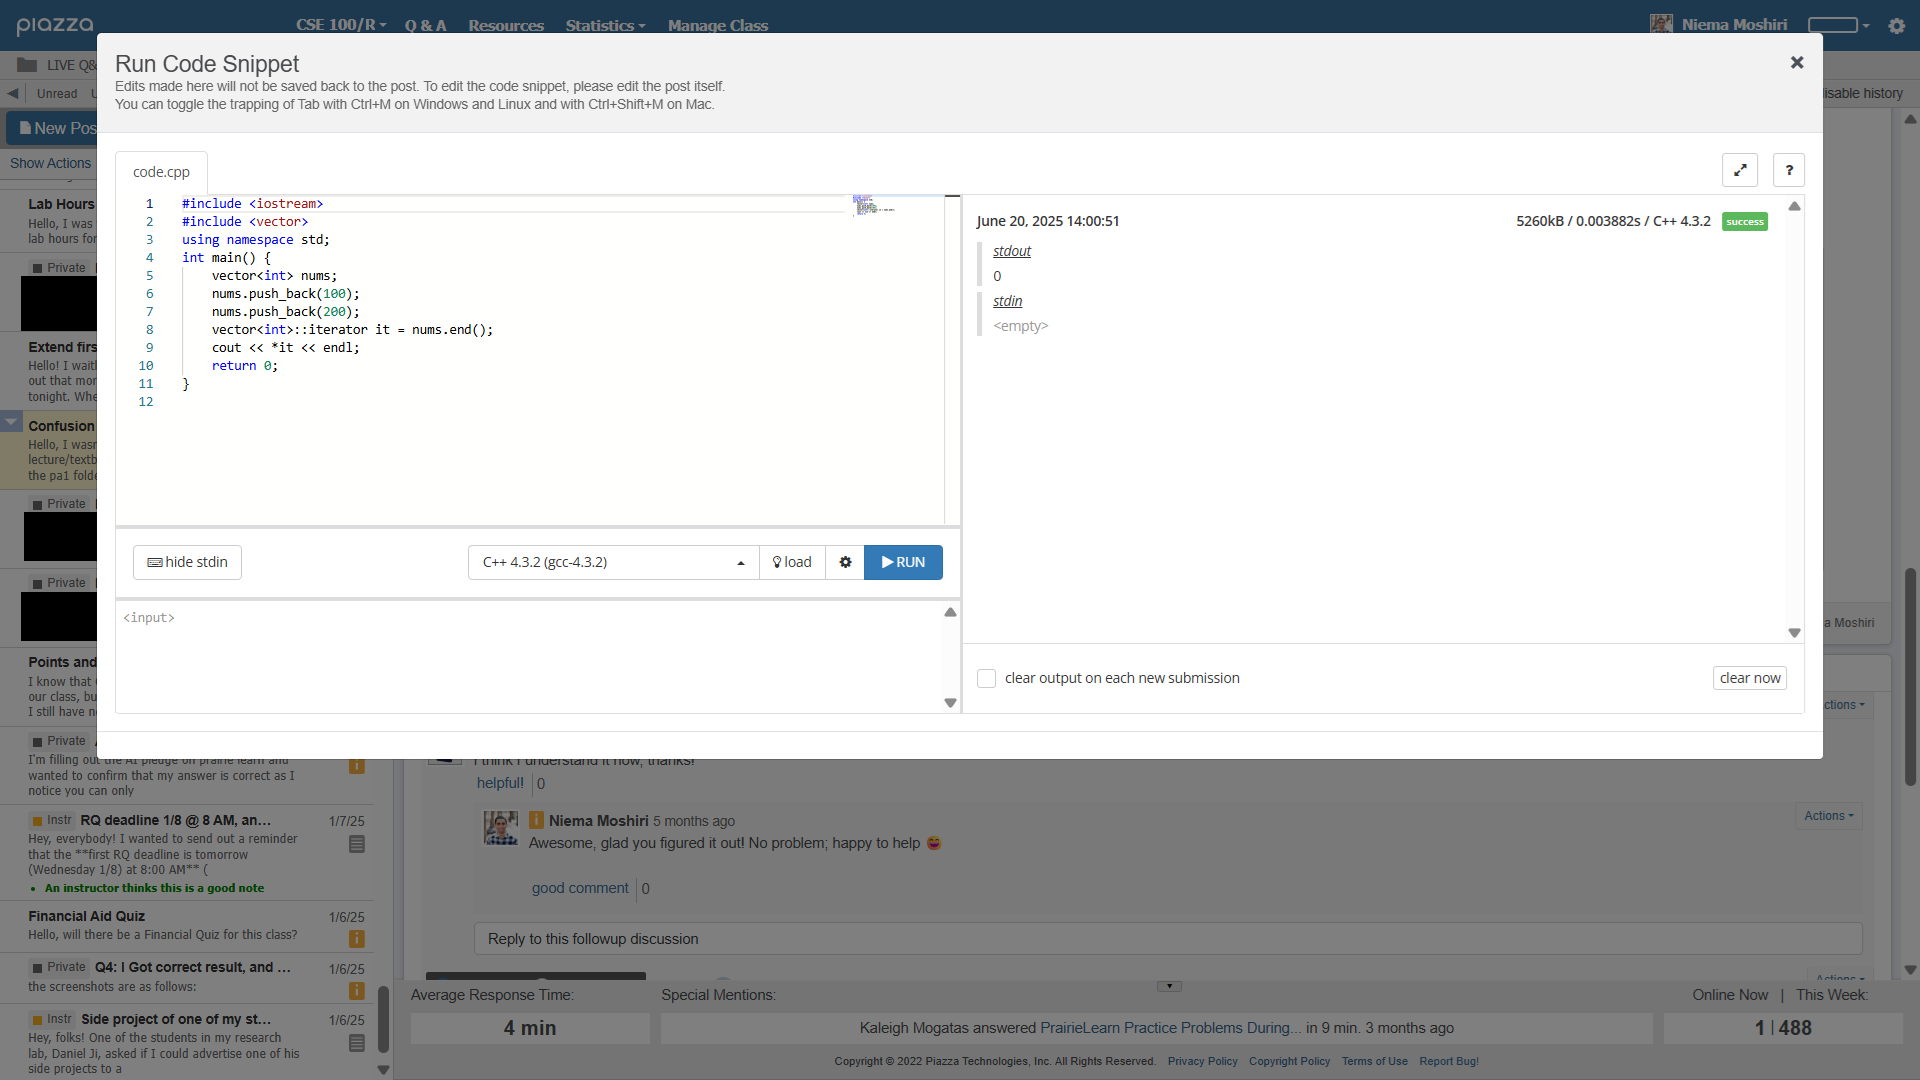 piazza
CSE 100/R
Q & A
Resources
Statistics
Manage Class
Niema Moshiri
LIVE Q&
Unread
isable history
New Pos
Show Actions
Run Code Snippet
Edits made here will not be saved back to the post. To edit the code snippet, please edit the post itself.
You can toggle the trapping of Tab with Ctrl+M on Windows and Linux and with Ctrl+Shift+M on Mac.
code.cpp
?
1 #include <iostream>
2 #include <vector>
3 using namespace std;
4 int main() {
5 vector<int> nums;
6 nums.push_back(100);
7 nums.push_back(200);
8 vector<int>::iterator it = nums.end();
9 cout << *it << endl;
10 return 0;
11 }
12
hide stdin
C++ 4.3.2 (gcc-4.3.2)
load
RUN
<input>
June 20, 2025 14:00:51
5260kB / 0.003882s / C++ 4.3.2 success
stdout
0
stdin
<empty>
clear output on each new submission
clear now
Lab Hours
Hello, I was
lab hours for
Private
Extend firs
Hello! I waiti
out that mor
tonight. Whe
Confusion
Hello, I wasn
lecture/textb
the pa1 folde
Private
Private
Points and
I know that
our class, bu
I still have n
Private
I'm filling out the AI pledge on prairie learn and
wanted to confirm that my answer is correct as I
notice you can only
Instr RQ deadline 1/8 @ 8 AM, an... 1/7/25
Hey, everybody! I wanted to send out a reminder
that the **first RQ deadline is tomorrow
(Wednesday 1/8) at 8:00 AM** (
• An instructor thinks this is a good note
Financial Aid Quiz 1/6/25
Hello, will there be a Financial Quiz for this class?
Private Q4: I Got correct result, and ... 1/6/25
the screenshots are as follows:
Instr Side project of one of my st... 1/6/25
Hey, folks! One of the students in my research
lab, Daniel Ji, asked if I could advertise one of his
side projects to a
a Moshiri
ctions
I think I understand it now, thanks!
helpful! 0
i Niema Moshiri 5 months ago
Actions
Awesome, glad you figured it out! No problem; happy to help 😄
good comment 0
Reply to this followup discussion
Actions
Average Response Time:
4 min
Special Mentions:
Kaleigh Mogatas answered PrairieLearn Practice Problems During... in 9 min. 3 months ago
Online Now | This Week:
1 | 488
Copyright © 2022 Piazza Technologies, Inc. All Rights Reserved. Privacy Policy Copyright Policy Terms of Use Report Bug!